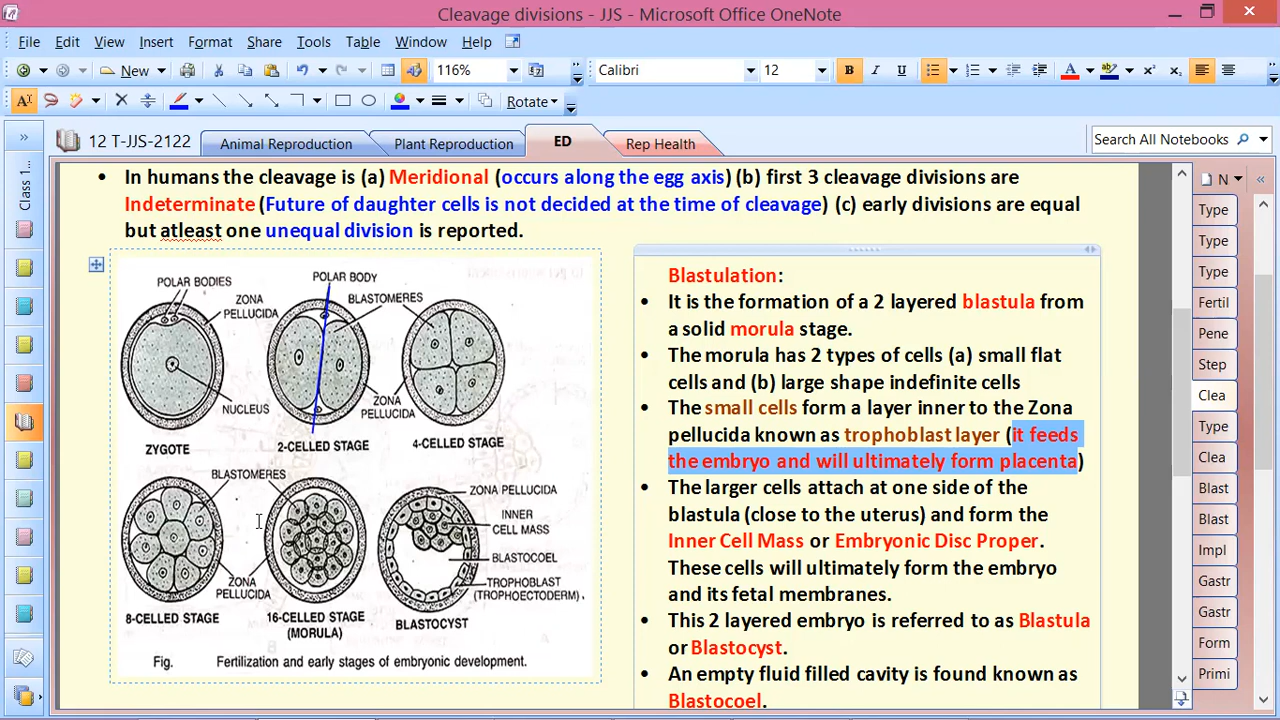 Cleavage divisions - JJS - Microsoft Office OneNote
File Edit View Insert Format Share Tools Table Window Help
New 116% Calibri 12 B I U A ab x² x₂
A Rotate
» 12 T-JJS-2122 Animal Reproduction Plant Reproduction ED Rep Health Search All Notebooks
Class 1...
« N
Type
Type
Type
Fertil
Pene
Step
Clea
Type
Clea
Blast
Blast
Impl
Gastr
Gastr
Form
Primi
• In humans the cleavage is (a) Meridional (occurs along the egg axis) (b) first 3 cleavage divisions are
Indeterminate (Future of daughter cells is not decided at the time of cleavage) (c) early divisions are equal
but atleast one unequal division is reported.
POLAR BODIES
POLAR BODY
ZONA
PELLUCIDA
BLASTOMERES
NUCLEUS
ZONA
PELLUCIDA
ZYGOTE
2-CELLED STAGE
4-CELLED STAGE
BLASTOMERES
ZONA PELLUCIDA
INNER
CELL MASS
BLASTOCOEL
ZONA
PELLUCIDA
TROPHOBLAST
(TROPHOECTODERM).
8-CELLED STAGE
16-CELLED STAGE
(MORULA)
BLASTOCYST
Fig. Fertilization and early stages of embryonic development.
Blastulation:
• It is the formation of a 2 layered blastula from
a solid morula stage.
• The morula has 2 types of cells (a) small flat
cells and (b) large shape indefinite cells
• The small cells form a layer inner to the Zona
pellucida known as trophoblast layer (it feeds
the embryo and will ultimately form placenta)
• The larger cells attach at one side of the
blastula (close to the uterus) and form the
Inner Cell Mass or Embryonic Disc Proper.
These cells will ultimately form the embryo
and its fetal membranes.
• This 2 layered embryo is referred to as Blastula
or Blastocyst.
• An empty fluid filled cavity is found known as
Blastocoel.